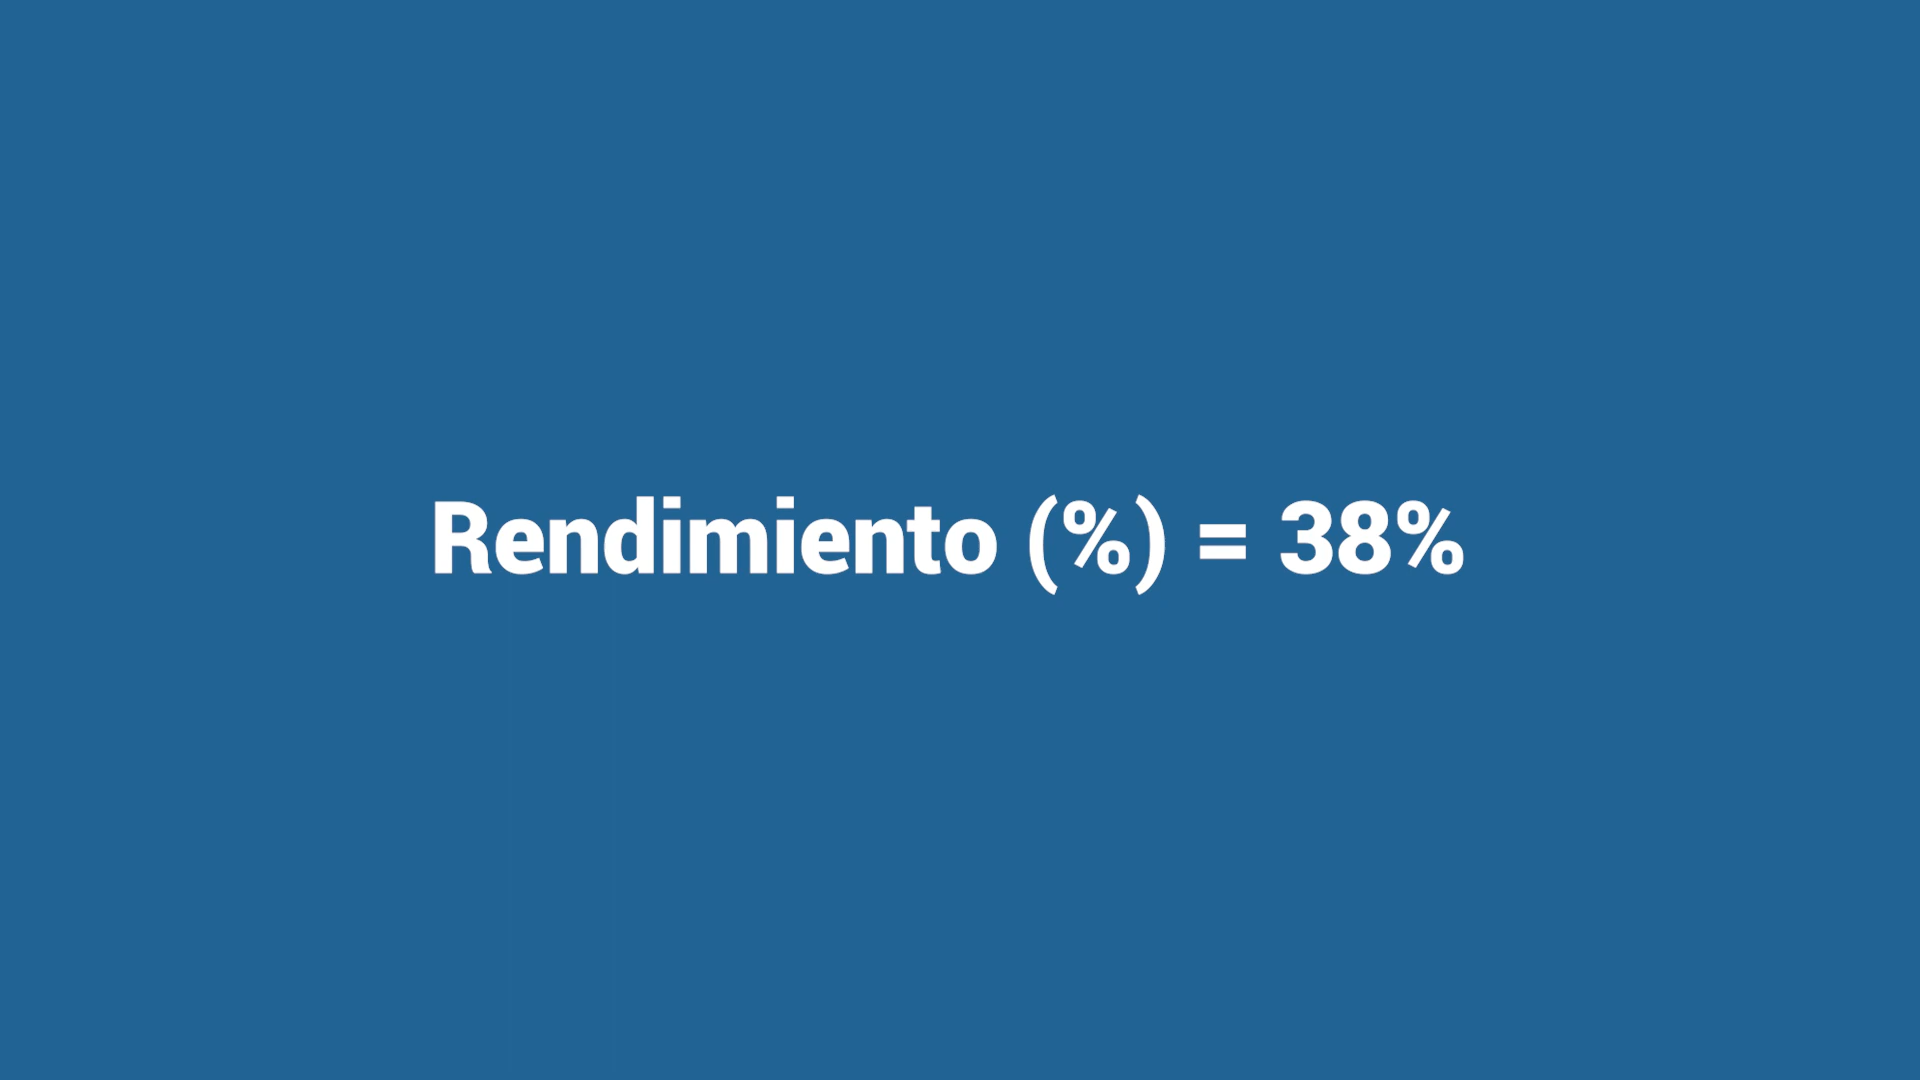 Rendimiento (%) = 38%